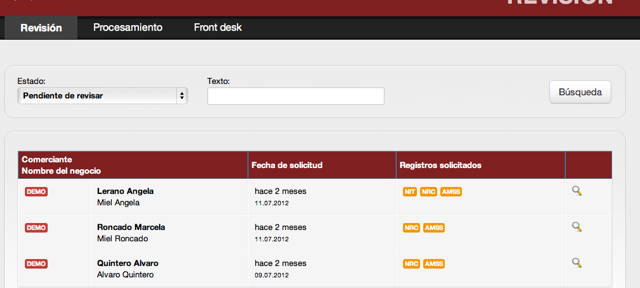 REVISIÓN
Revisión Procesamiento Front desk
Estado: Texto:
Pendiente de revisar Búsqueda
Comerciante
Nombre del negocio Fecha de solicitud Registros solicitados
DEMO Lerano Angela hace 2 meses NIT NRC AMSS
Miel Angela 11.07.2012
DEMO Roncado Marcela hace 2 meses NRC AMSS
Miel Roncado 11.07.2012
DEMO Quintero Alvaro hace 2 meses NRC AMSS
Alvaro Quintero 09.07.2012